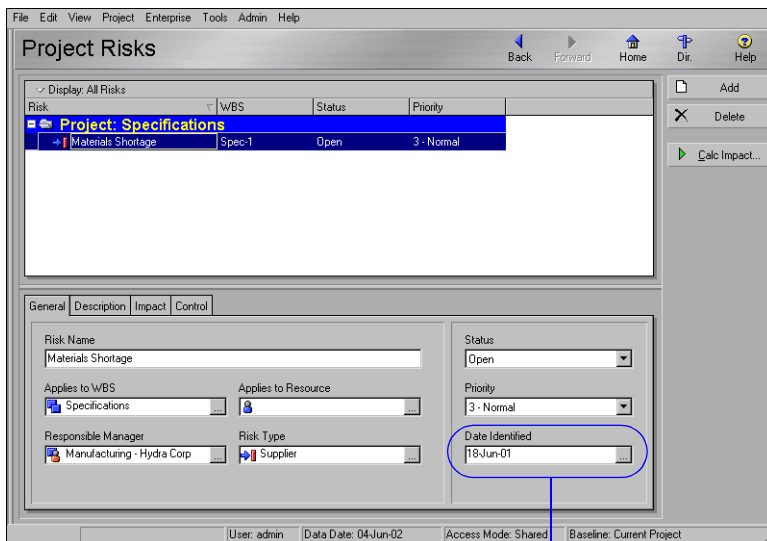 File Edit View Project Enterprise Tools Admin Help
Project Risks
Back Forward Home Dir. Help
Display: All Risks
Risk WBS Status Priority
Project: Specifications
Materials Shortage Spec-1 Open 3 - Normal
Add
Delete
Calc Impact...
General Description Impact Control
Risk Name
Materials Shortage
Applies to WBS Applies to Resource
Specifications ... ...
Responsible Manager Risk Type
Manufacturing - Hydra Corp ... Supplier ...
Status
Open
Priority
3 - Normal
Date Identified
18-Jun-01 ...
User: admin Data Date: 04-Jun-02 Access Mode: Shared Baseline: Current Project